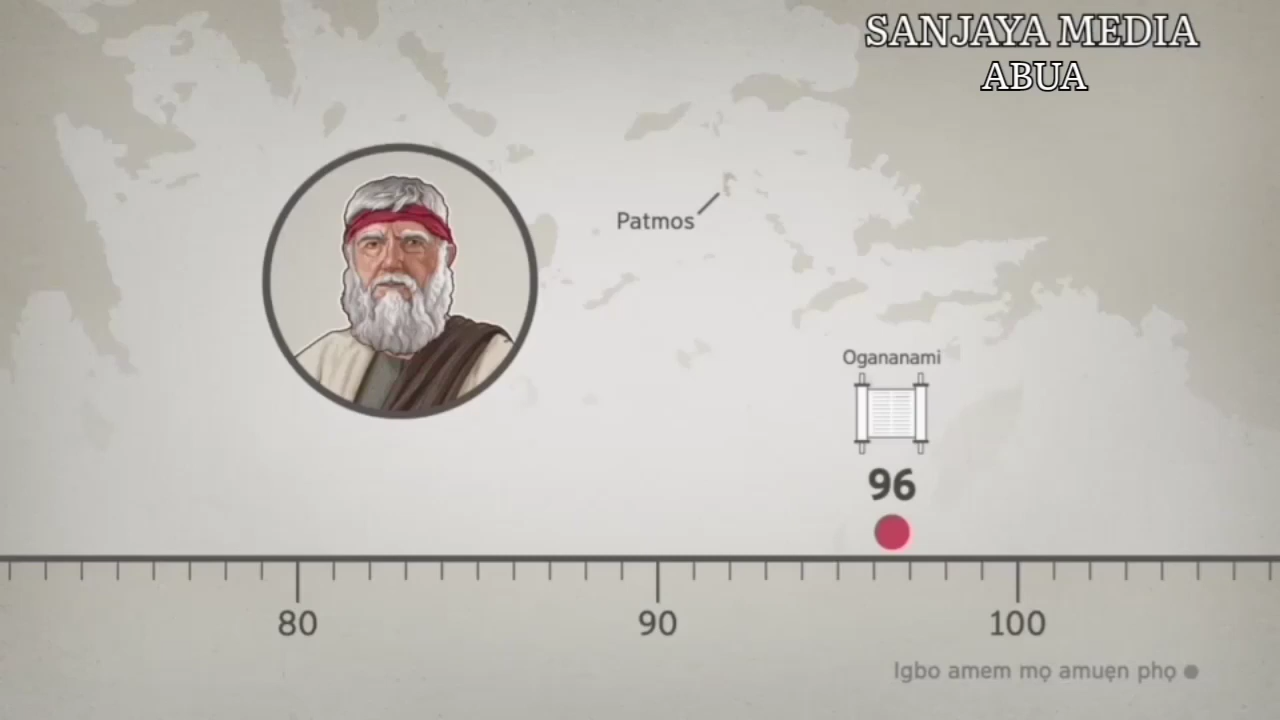 SANJAYA MEDIA
ABUA
Patmos
Ogananami
96
80
90
100
Igbo amem mọ amuẹn phọ